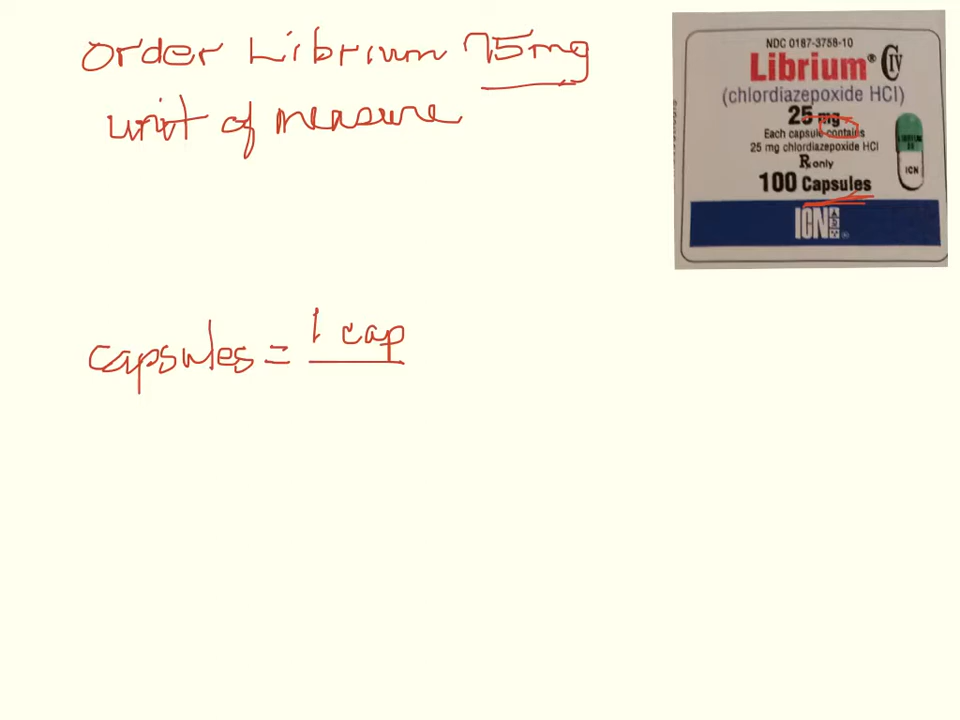 order Librium 75mg
unit of measure
NDC 0187-3758-10
Librium® CIV
(chlordiazepoxide HCl)
25 mg
Each capsule contains
25 mg chlordiazepoxide HCl
Rx only
100 Capsules
ICN
ICN
capsules = 1 cap